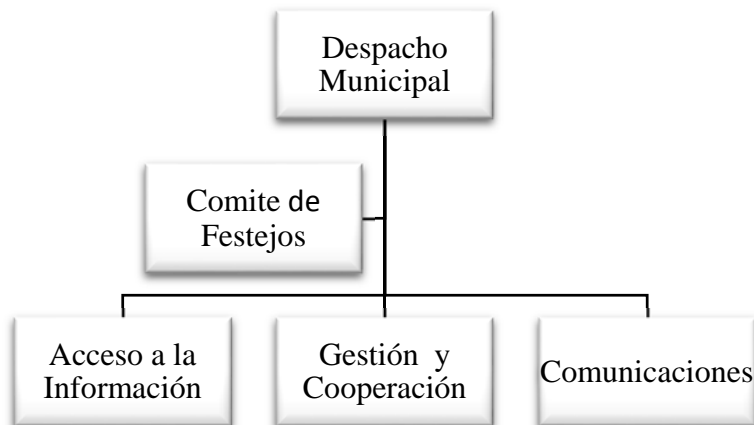 Despacho
Municipal
Comite de
Festejos
Acceso a la
Información
Gestión y
Cooperación
Comunicaciones